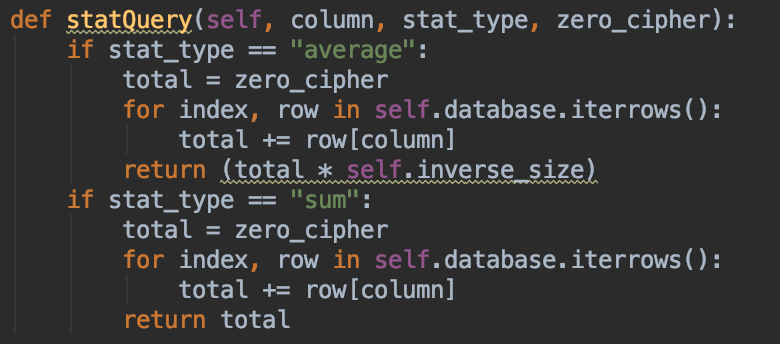 def statQuery(self, column, stat_type, zero_cipher):
    if stat_type == "average":
        total = zero_cipher
        for index, row in self.database.iterrows():
            total += row[column]
        return (total * self.inverse_size)
    if stat_type == "sum":
        total = zero_cipher
        for index, row in self.database.iterrows():
            total += row[column]
        return total